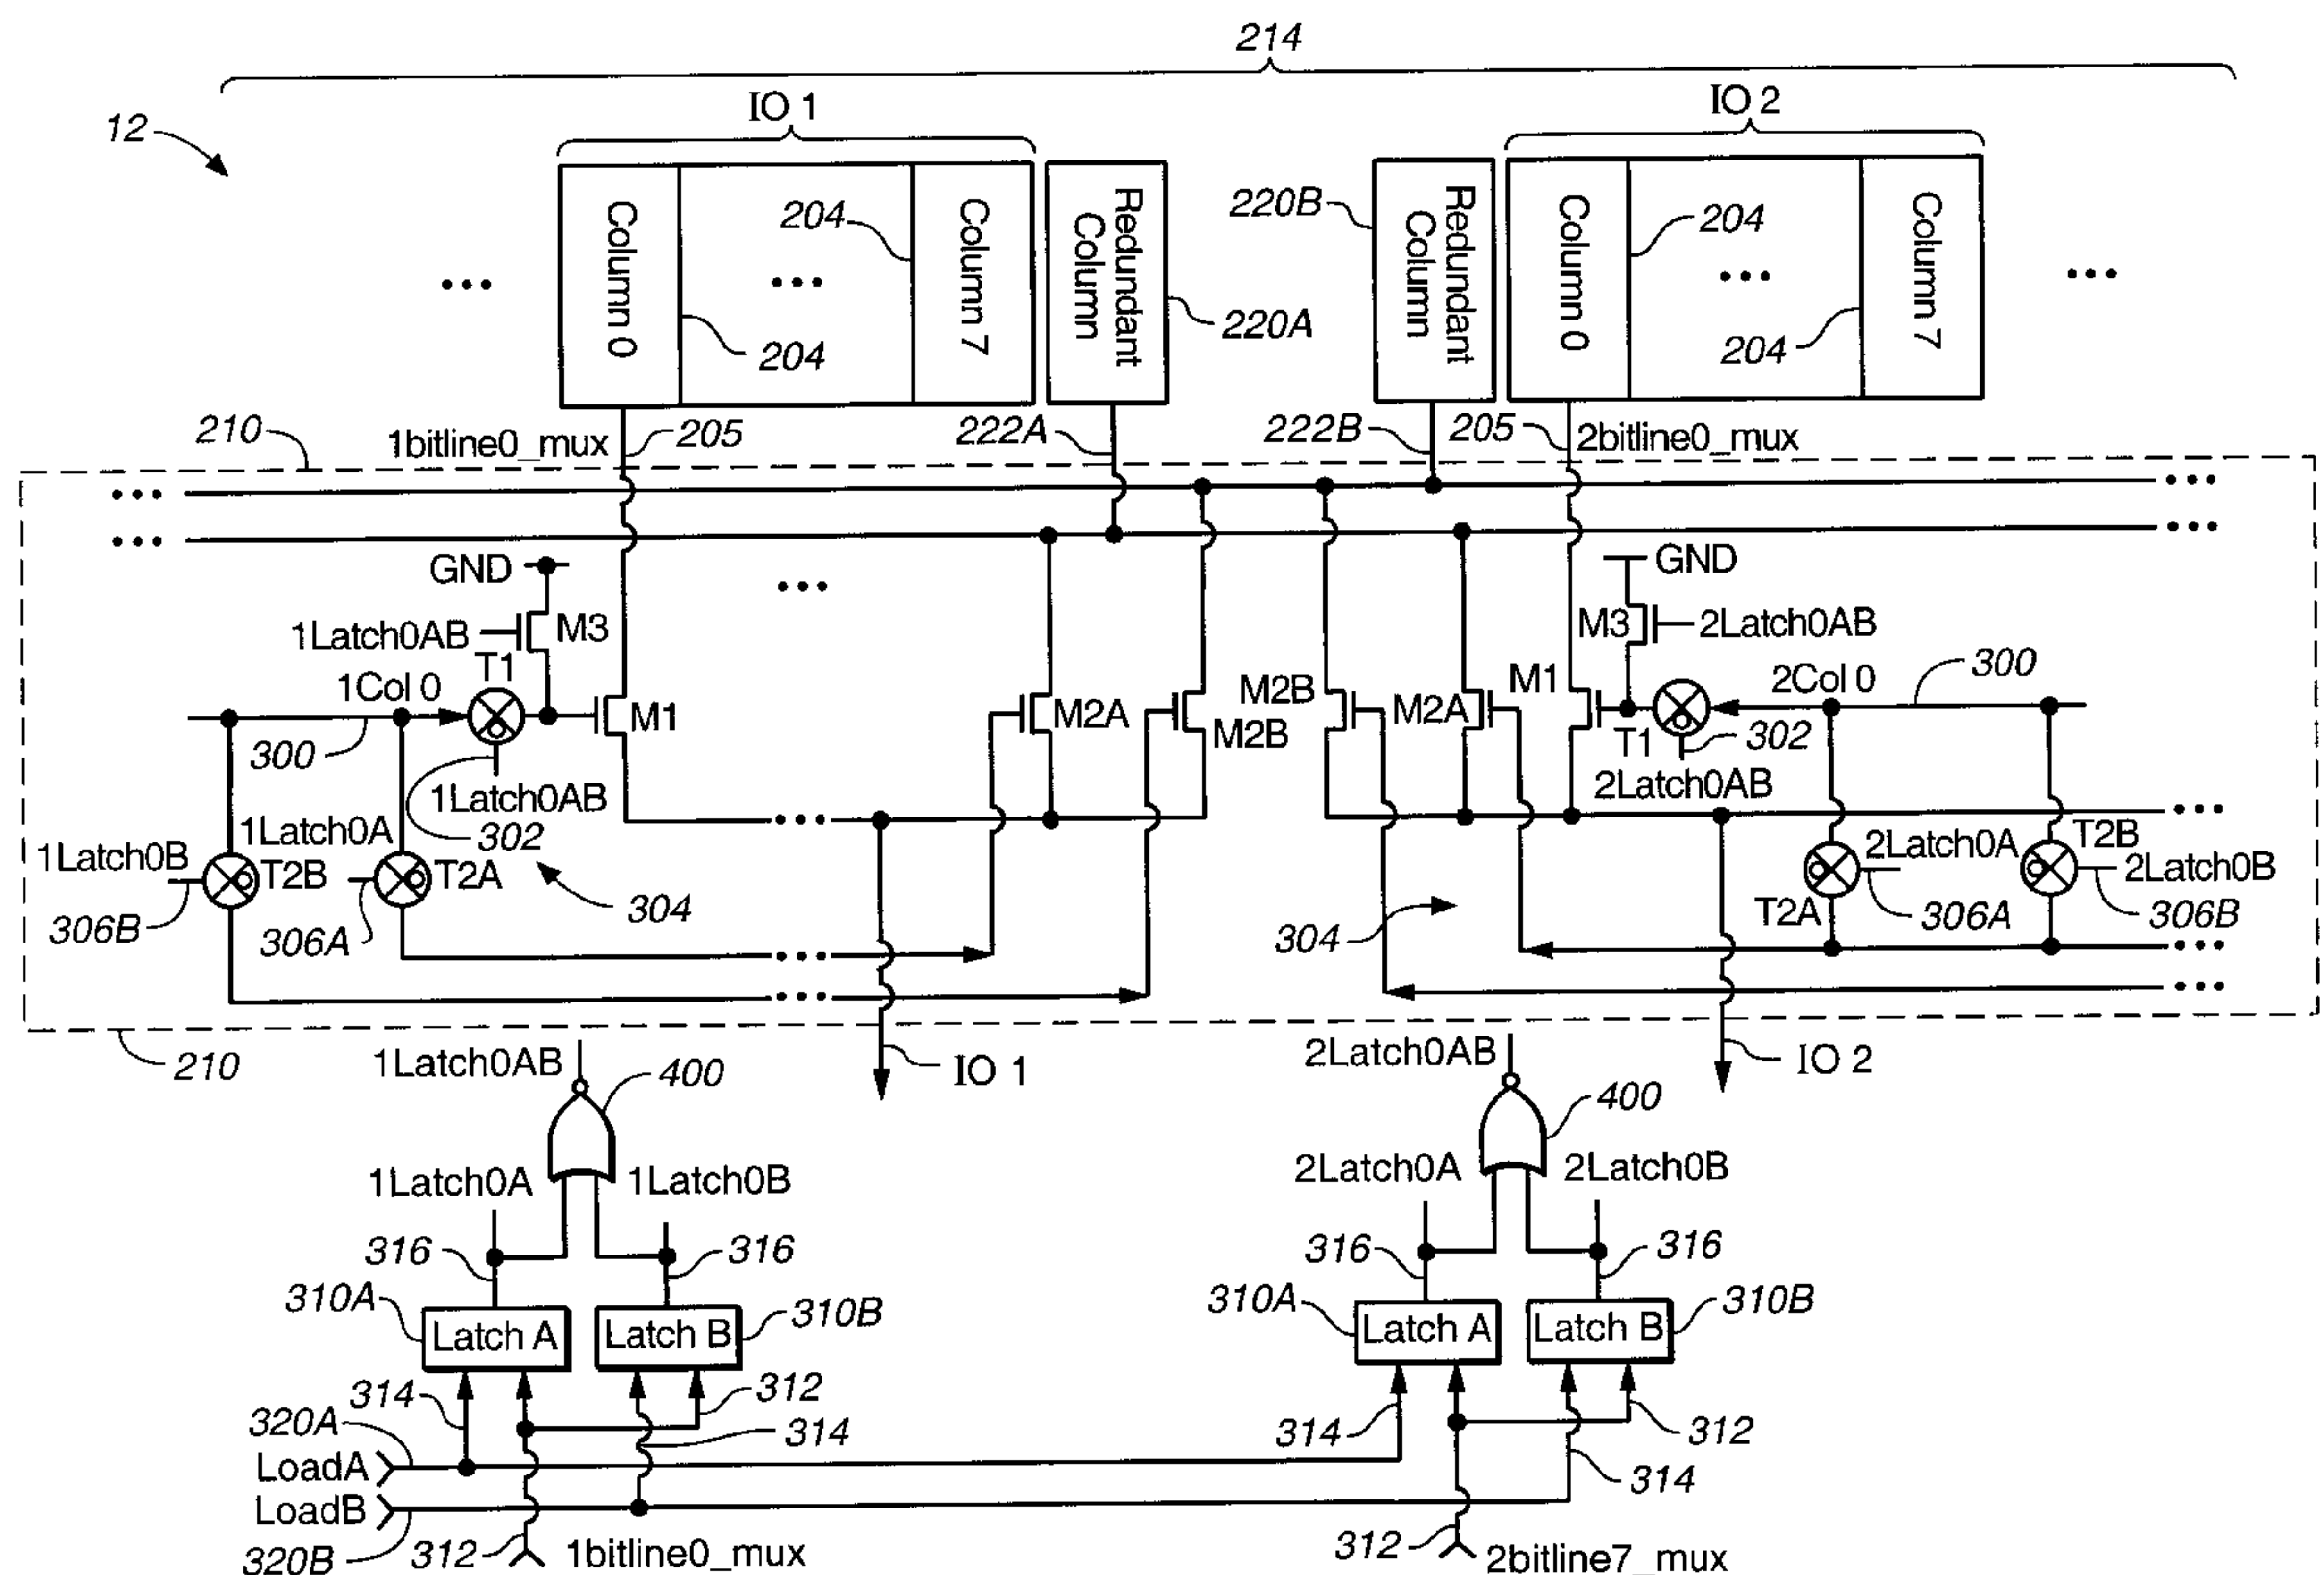 214
IO 1
IO 2
12
Column 0
204
...
204
Column 7
Redundant Column
220A
220B
Redundant Column
Column 0
204
...
204
Column 7
...
...
210
1bitline0_mux
205
222A
222B
205
2bitline0_mux
...
...
...
...
GND
...
GND
1Latch0AB
M3
M3
2Latch0AB
T1
1Col 0
M1
M2A
M2B
M2B
M2A
M1
T1
2Col 0
300
300
302
1Latch0AB
302
2Latch0AB
...
...
1Latch0A
1Latch0B
T2B
T2A
304
2Latch0A
T2B
2Latch0B
306B
306A
304
T2A
306A
306B
...
...
...
...
210
1Latch0AB
400
IO 1
2Latch0AB
400
IO 2
1Latch0A
1Latch0B
2Latch0A
2Latch0B
316
316
316
316
310A
Latch A
Latch B
310B
310A
Latch A
Latch B
310B
314
312
314
312
320A
314
314
LoadA
LoadB
320B
312
1bitline0_mux
312
2bitline7_mux